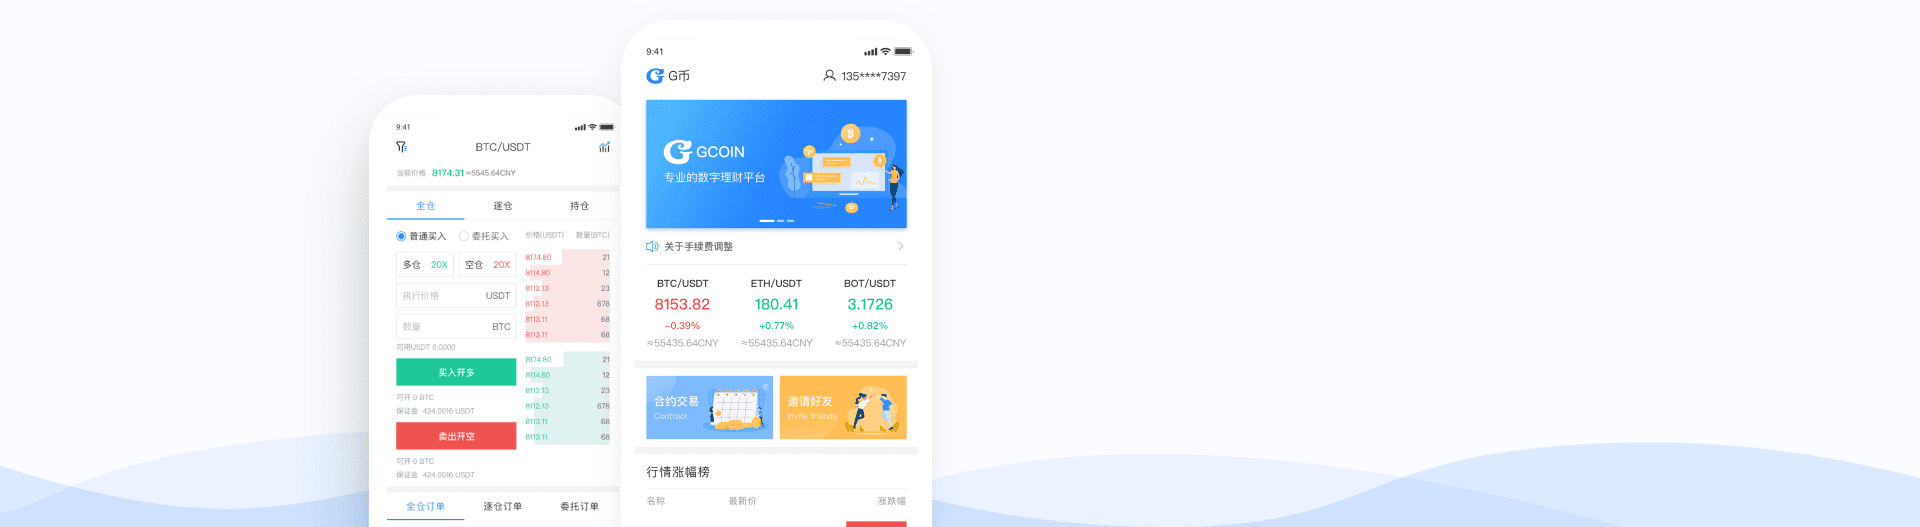 9:41
BTC/USDT
当前价格 8174.31 ≈5545.64CNY
全仓 逐仓 持仓
普通买入 委托买入 价格(USDT) 数量(BTC)
多仓 20X 空仓 20X
执行价格 USDT
数量 BTC
可用USDT 0.0000
买入开多
可开 0 BTC
保证金 424.0016 USDT
卖出开空
可开 0 BTC
保证金 424.0016 USDT
8174.80 21
8114.80 12
8112.13 23
8112.13 678
8113.11 68
8113.11 68
8174.80 21
8114.80 12
8112.13 23
8112.13 678
8113.11 68
8113.11 68
全仓订单 逐仓订单 委托订单
9:41
G币 135****7397
GCOIN
专业的数字理财平台
关于手续费调整
BTC/USDT ETH/USDT BOT/USDT
8153.82 180.41 3.1726
-0.39% +0.77% +0.82%
≈55435.64CNY ≈55435.64CNY ≈55435.64CNY
合约交易 邀请好友
Contract Invite friends
行情涨幅榜
名称 最新价 涨跌幅